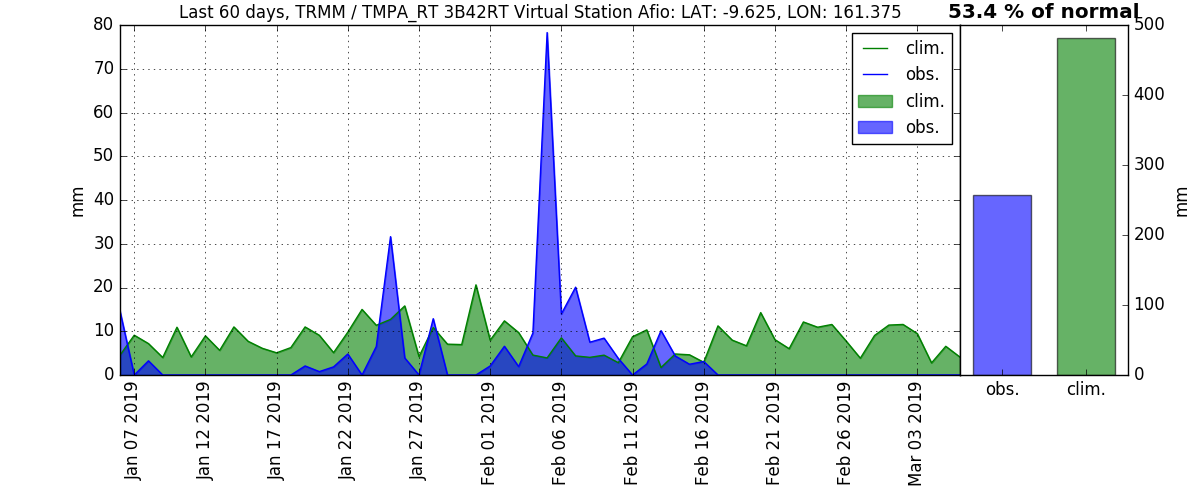 Last 60 days, TRMM / TMPA_RT 3B42RT Virtual Station Afio: LAT: -9.625, LON: 161.375
53.4 % of normal
80
70
60
50
40
30
20
10
0
mm
clim.
obs.
clim.
obs.
500
400
300
200
100
0
mm
Jan 07 2019
Jan 12 2019
Jan 17 2019
Jan 22 2019
Jan 27 2019
Feb 01 2019
Feb 06 2019
Feb 11 2019
Feb 16 2019
Feb 21 2019
Feb 26 2019
Mar 03 2019
obs.
clim.